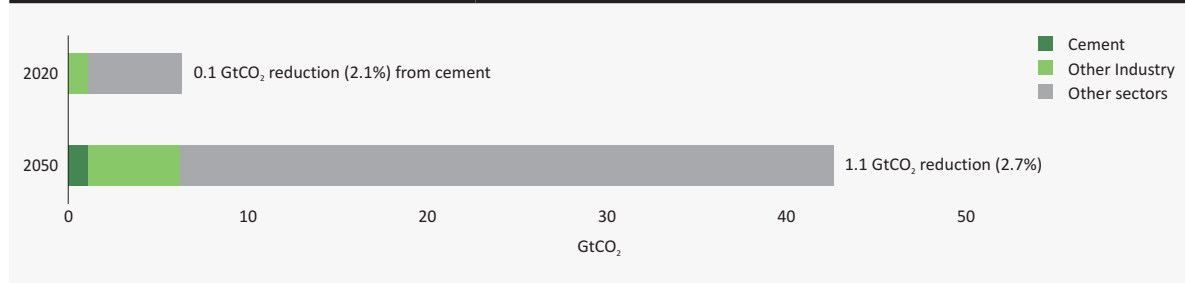 2020
0.1 GtCO₂ reduction (2.1%) from cement
Cement
Other Industry
Other sectors
2050
1.1 GtCO₂ reduction (2.7%)
0 10 20 30 40 50
GtCO₂